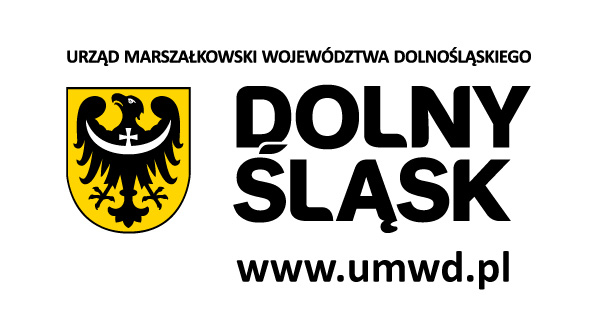 URZĄD MARSZAŁKOWSKI WOJEWÓDZTWA DOLNOŚLĄSKIEGO
DOLNY
ŚLĄSK
www.umwd.pl